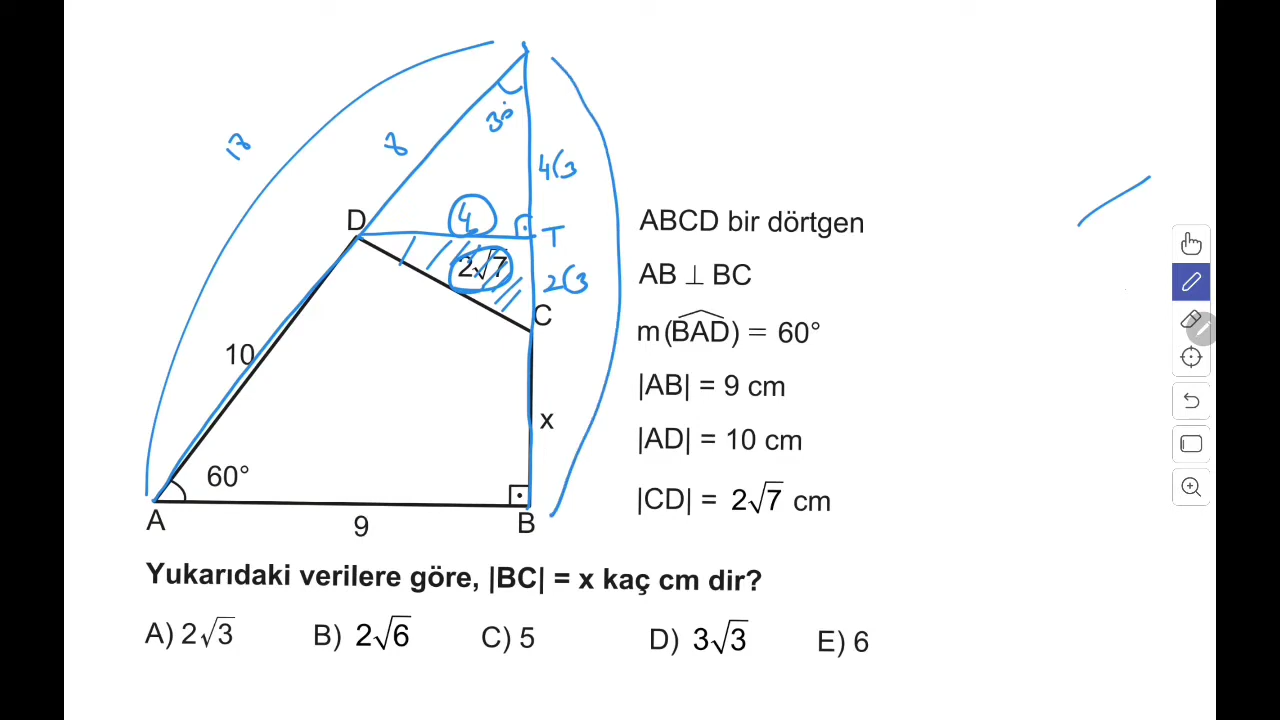 18
8
30°
4√3
D
4
T
2√7
2√3
C
10
x
60°
A
9
B
ABCD bir dörtgen
AB ⊥ BC
m(BAD) = 60°
|AB| = 9 cm
|AD| = 10 cm
|CD| = 2√7 cm
Yukarıdaki verilere göre, |BC| = x kaç cm dir?
A) 2√3 B) 2√6 C) 5 D) 3√3 E) 6